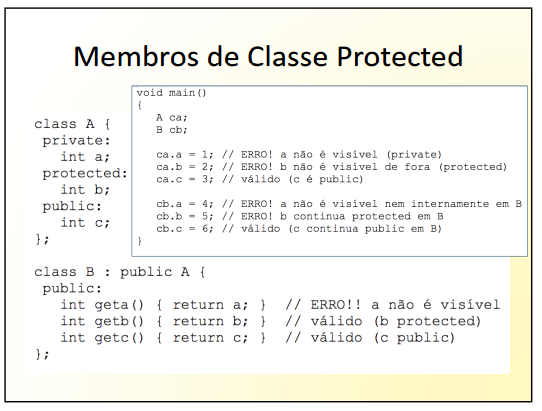 Membros de Classe Protected
class A {
 private:
   int a;
 protected:
   int b;
 public:
   int c;
};
void main()
{
   A ca;
   B cb;
   ca.a = 1; // ERRO! a não é visível (private)
   ca.b = 2; // ERRO! b não é visível de fora (protected)
   ca.c = 3; // válido (c é public)
   cb.a = 4; // ERRO! a não é visível nem internamente em B
   cb.b = 5; // ERRO! b continua protected em B
   cb.c = 6; // válido (c continua public em B)
}
class B : public A {
 public:
   int geta() { return a; }  // ERRO!! a não é visível
   int getb() { return b; }  // válido (b protected)
   int getc() { return c; }  // válido (c public)
};